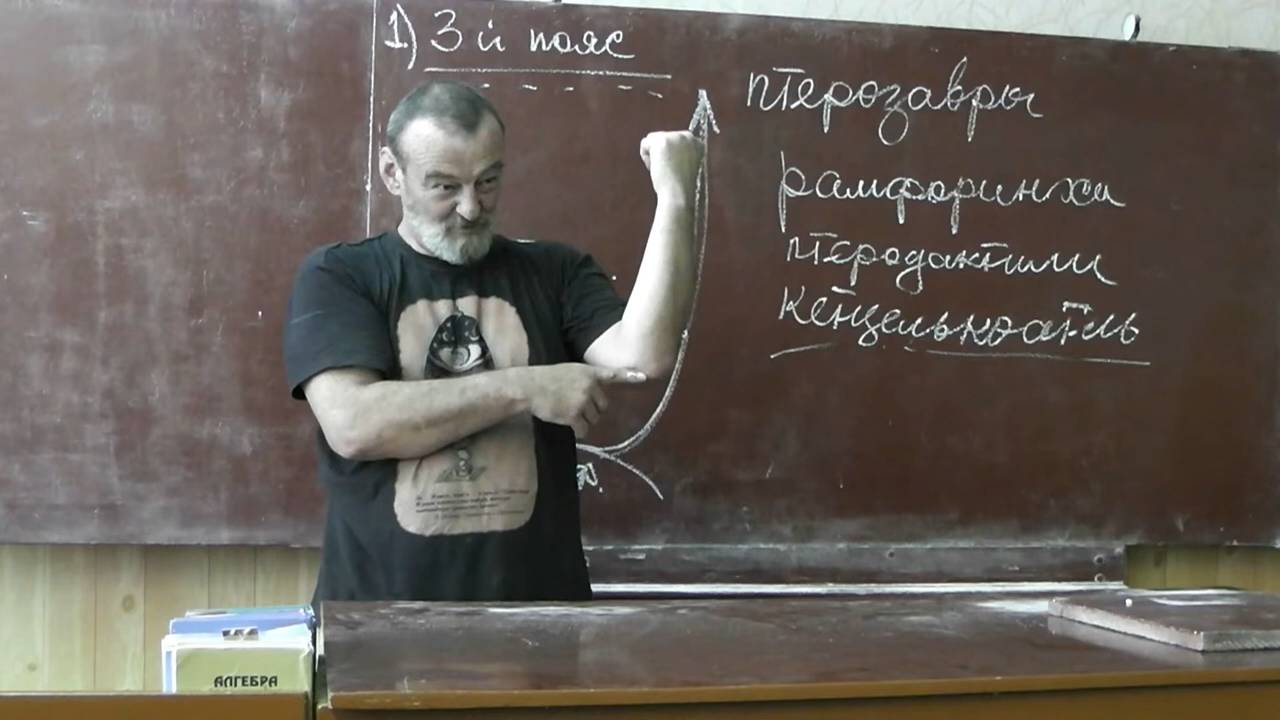 1) 3й пояс
птерозавры
рамфоринхи
птеродактили
кетцелькоатль
АЛГЕБРА